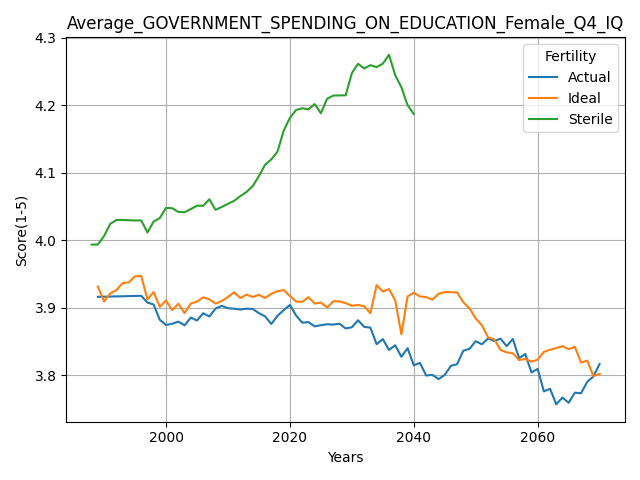 Average_GOVERNMENT_SPENDING_ON_EDUCATION_Female_Q4_IQ
Fertility
Actual
Ideal
Sterile
Score(1-5)
4.3
4.2
4.1
4.0
3.9
3.8
2000 2020 2040 2060
Years